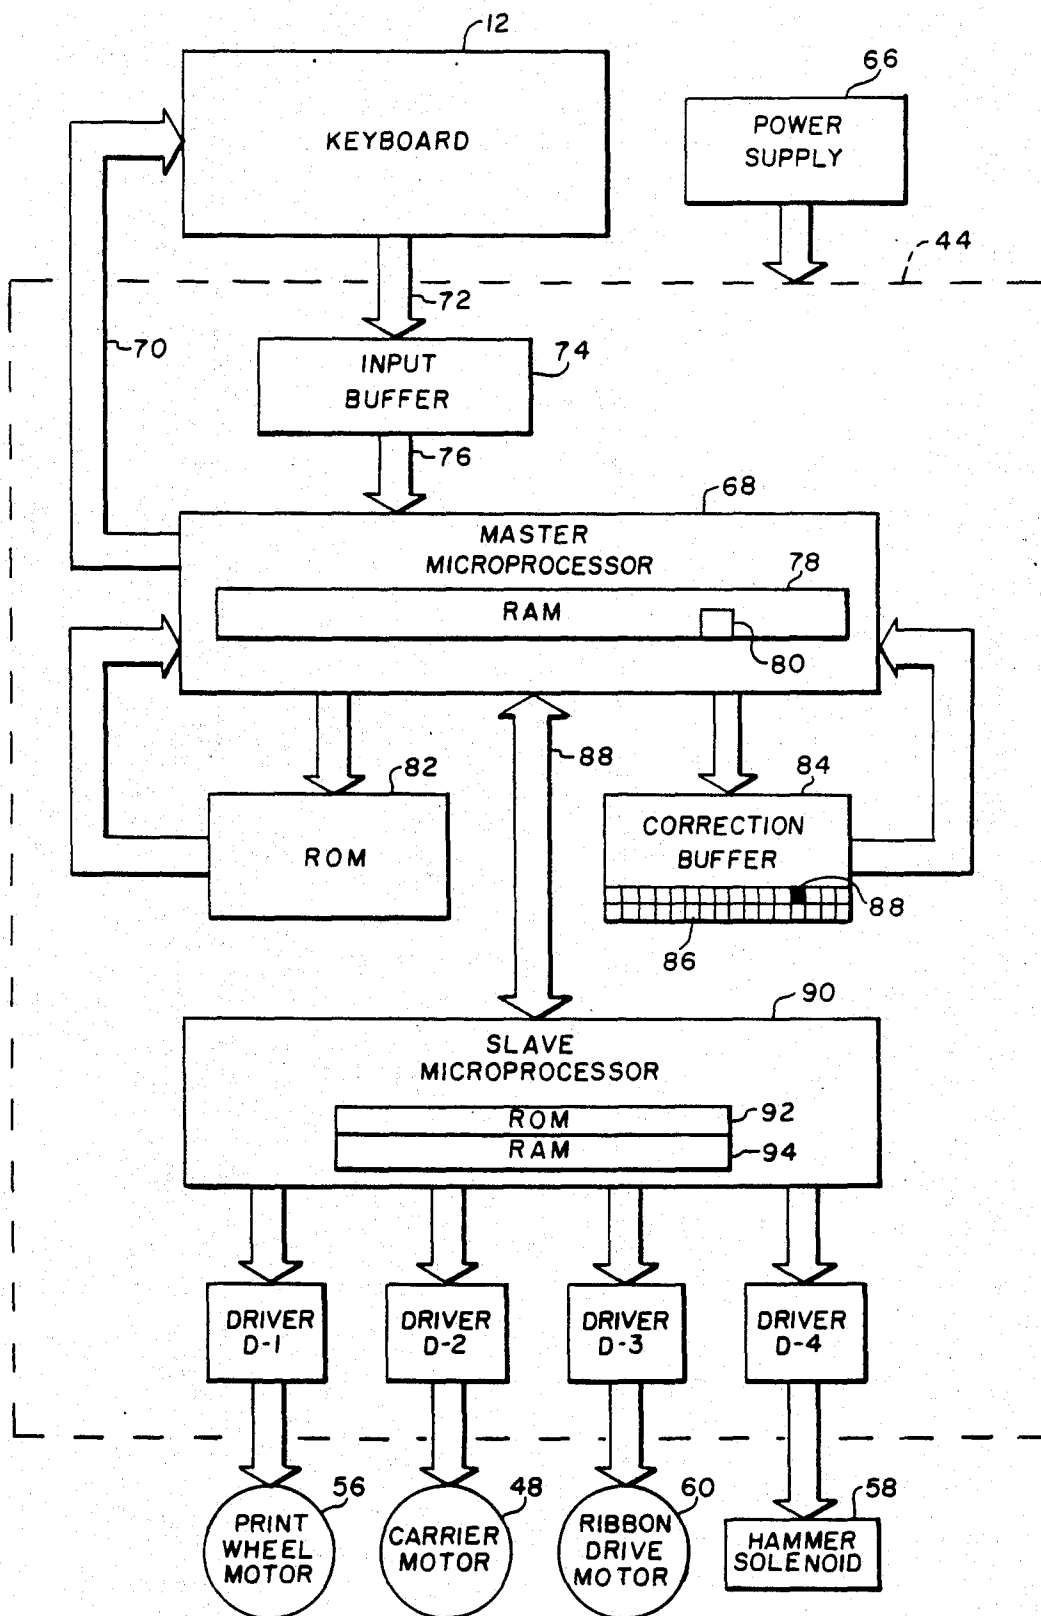 12
KEYBOARD
66
POWER
SUPPLY
44
72
70
INPUT
BUFFER
74
76
68
MASTER
MICROPROCESSOR
78
RAM
80
88
82
ROM
84
CORRECTION
BUFFER
88
86
90
SLAVE
MICROPROCESSOR
ROM
92
RAM
94
DRIVER
D-1
DRIVER
D-2
DRIVER
D-3
DRIVER
D-4
56
PRINT
WHEEL
MOTOR
48
CARRIER
MOTOR
60
RIBBON
DRIVE
MOTOR
58
HAMMER
SOLENOID